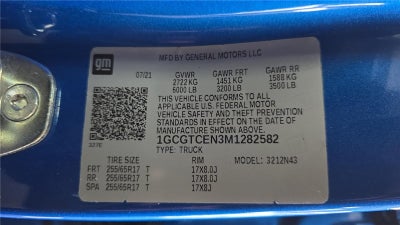 MFD BY GENERAL MOTORS LLC
gm
07/21 GVWR GAWR FRT GAWR RR
2722 KG 1451 KG 1588 KG
6000 LB 3200 LB 3500 LB
THIS VEHICLE CONFORMS TO ALL
APPLICABLE U.S. FEDERAL MOTOR
VEHICLE SAFETY AND THEFT PREVENTION
STANDARDS IN EFFECT ON THE DATE OF
MANUFACTURE SHOWN ABOVE.
1GCGTCEN3M1282582
TYPE: TRUCK
TIRE SIZE RIM MODEL: 3212N43
FRT 255/65R17 T 17X8.0J
RR 255/65R17 T 17X8.0J
SPA 255/65R17 T 17X8J